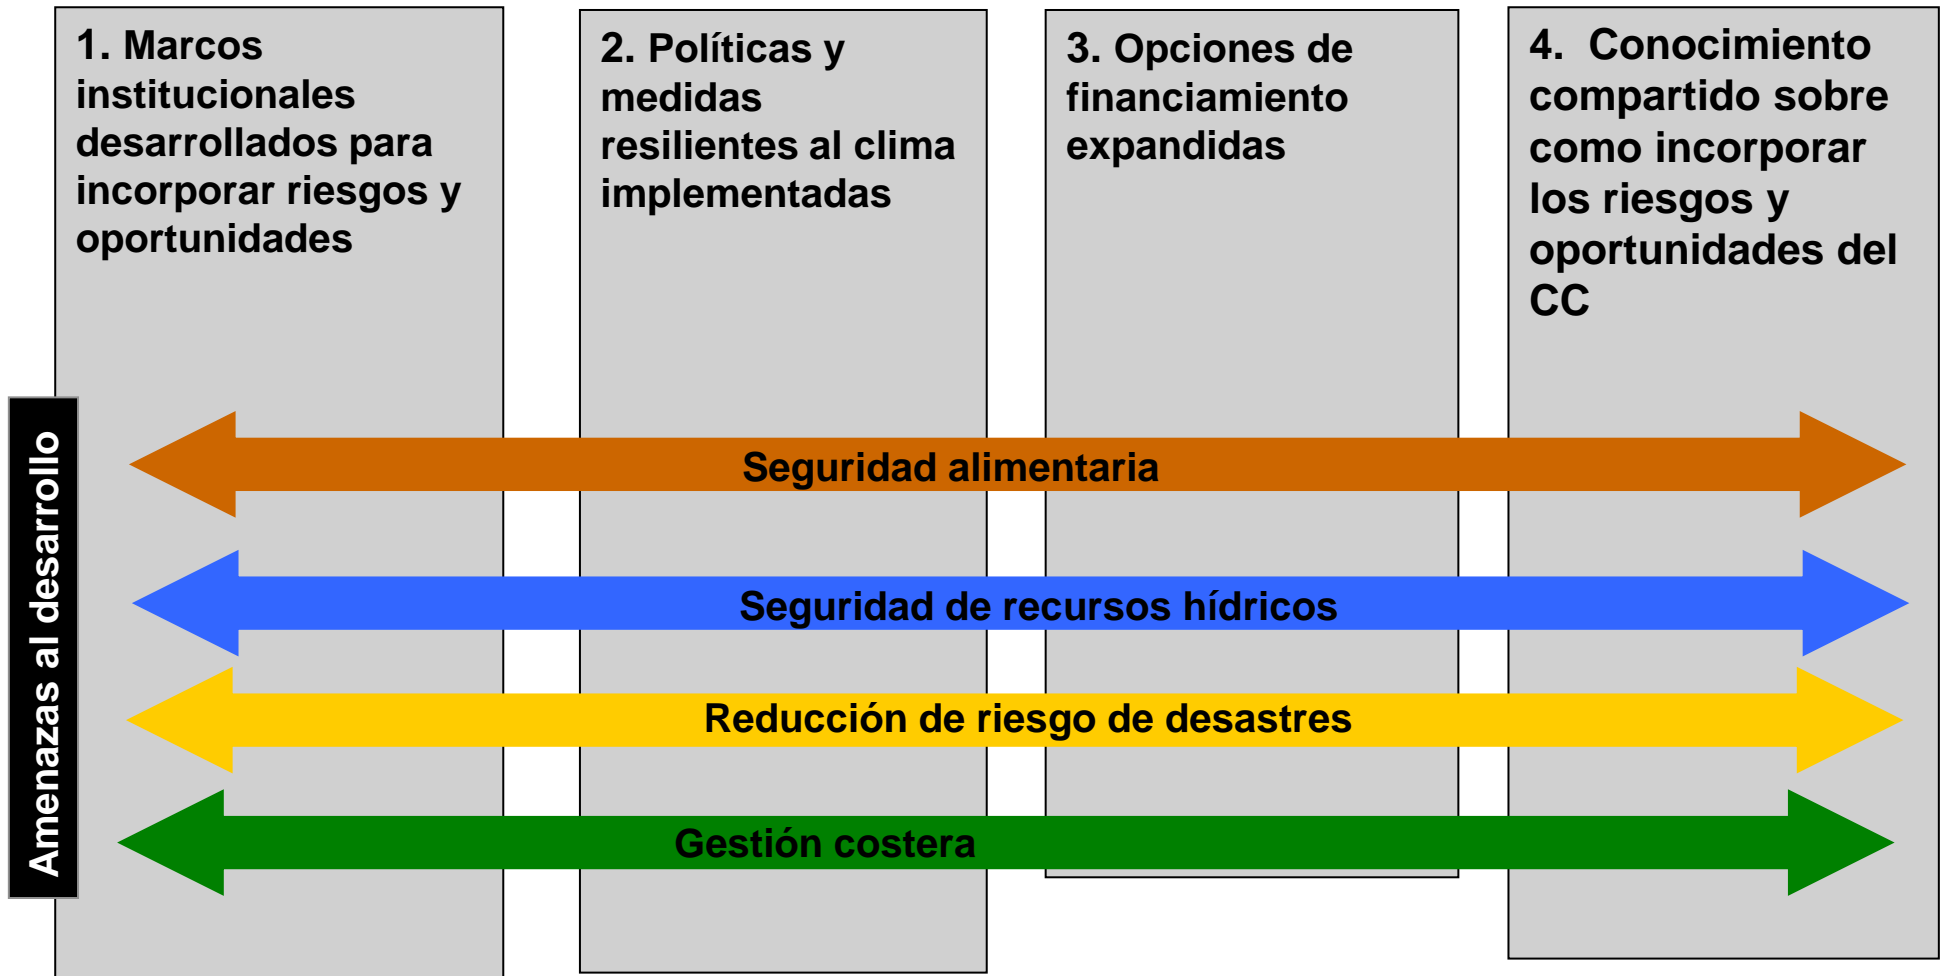 1. Marcos
institucionales
desarrollados para
incorporar riesgos y
oportunidades
2. Políticas y
medidas
resilientes al clima
implementadas
3. Opciones de
financiamiento
expandidas
4. Conocimiento
compartido sobre
como incorporar
los riesgos y
oportunidades del
CC
Amenazas al desarrollo
Seguridad alimentaria
Seguridad de recursos hídricos
Reducción de riesgo de desastres
Gestión costera